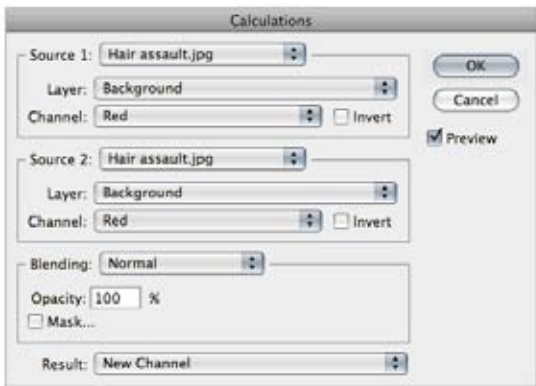 Calculations
Source 1: Hair assault.jpg
Layer: Background
Channel: Red Invert
OK
Cancel
Preview
Source 2: Hair assault.jpg
Layer: Background
Channel: Red Invert
Blending: Normal
Opacity: 100 %
Mask...
Result: New Channel